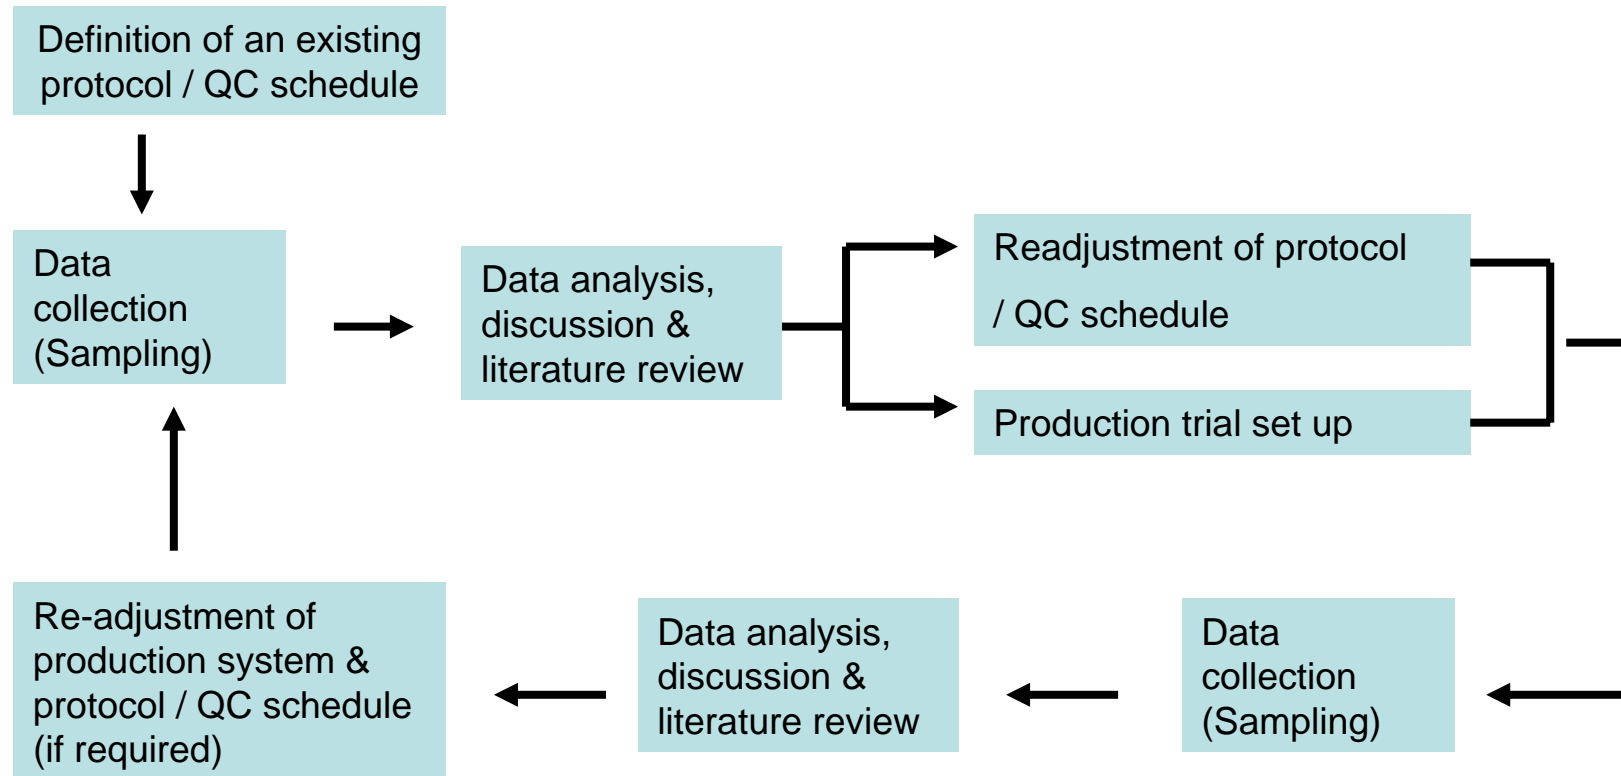 Definition of an existing
protocol / QC schedule
Data
collection
(Sampling)
Data analysis,
discussion &
literature review
Readjustment of protocol
/ QC schedule
Production trial set up
Re-adjustment of
production system &
protocol / QC schedule
(if required)
Data analysis,
discussion &
literature review
Data
collection
(Sampling)